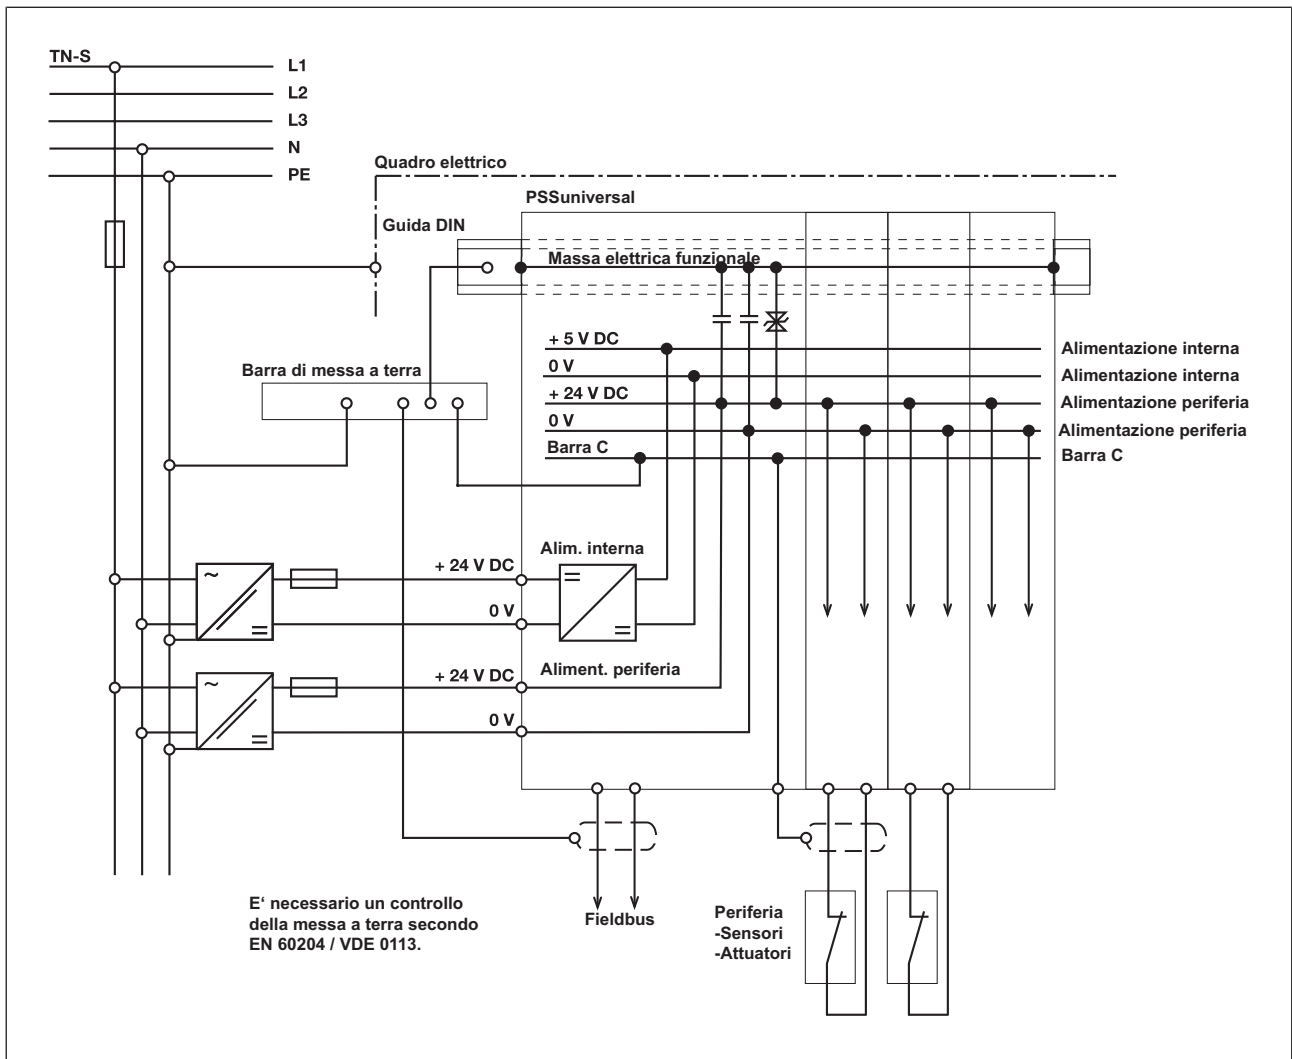 TN-S
L1
L2
L3
N
PE
Quadro elettrico
PSSuniversal
Guida DIN
Massa elettrica funzionale
+ 5 V DC
Alimentazione interna
0 V
Alimentazione interna
+ 24 V DC
Alimentazione periferia
0 V
Alimentazione periferia
Barra C
Barra C
Barra di messa a terra
Alim. interna
+ 24 V DC
0 V
Aliment. periferia
+ 24 V DC
0 V
E‘ necessario un controllo
della messa a terra secondo
EN 60204 / VDE 0113.
Fieldbus
Periferia
-Sensori
-Attuatori